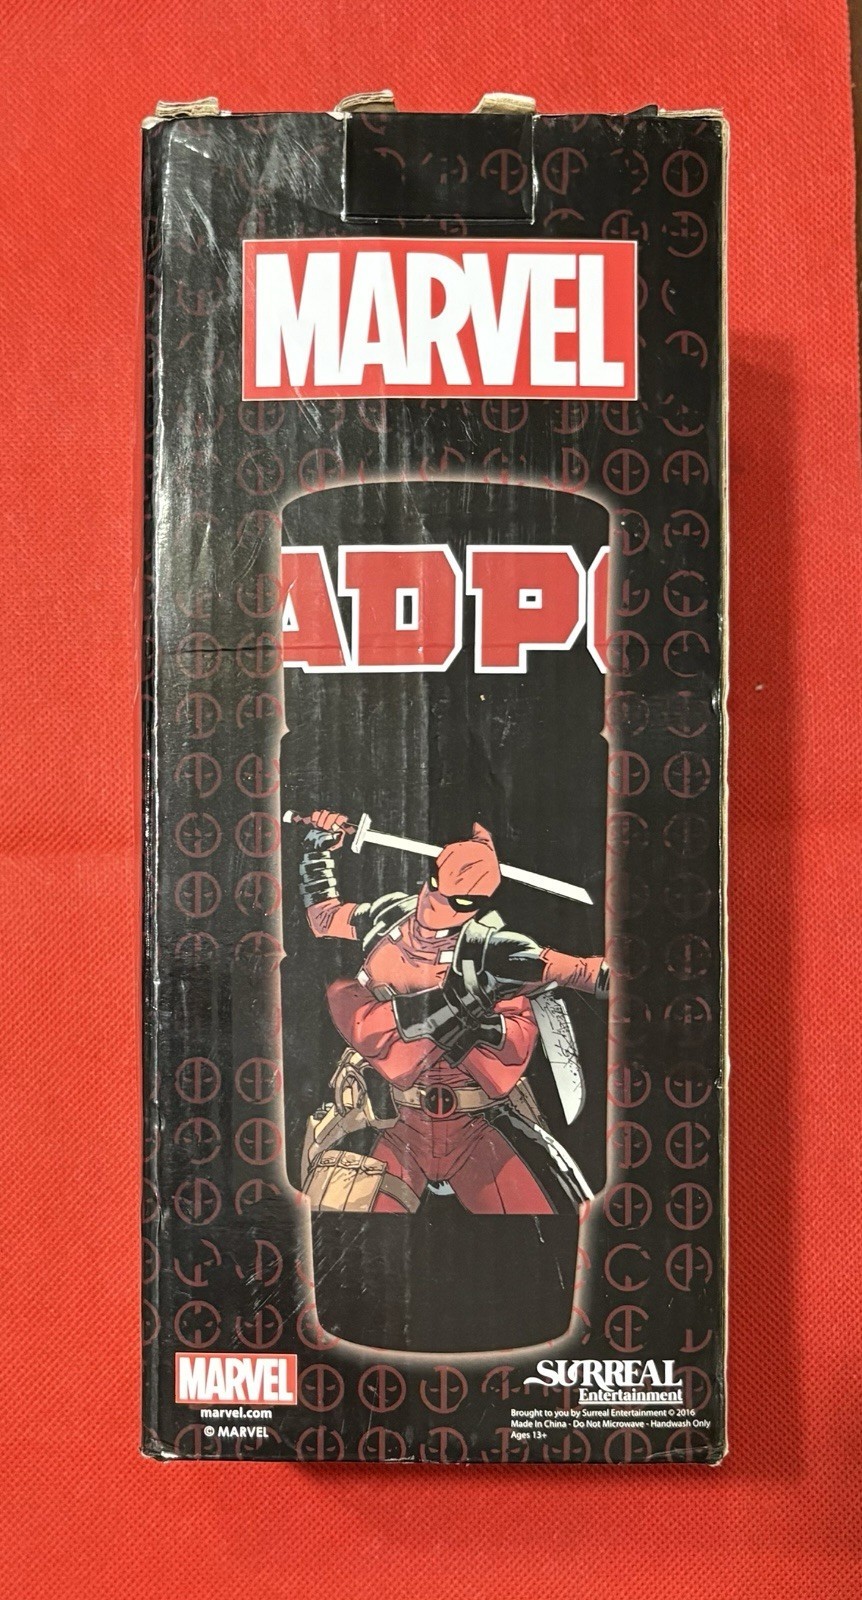 MARVEL
ADPO
MARVEL
marvel.com
© MARVEL
SURREAL
Entertainment
Brought to you by Surreal Entertainment © 2016
Made In China - Do Not Microwave - Handwash Only
Ages 13+